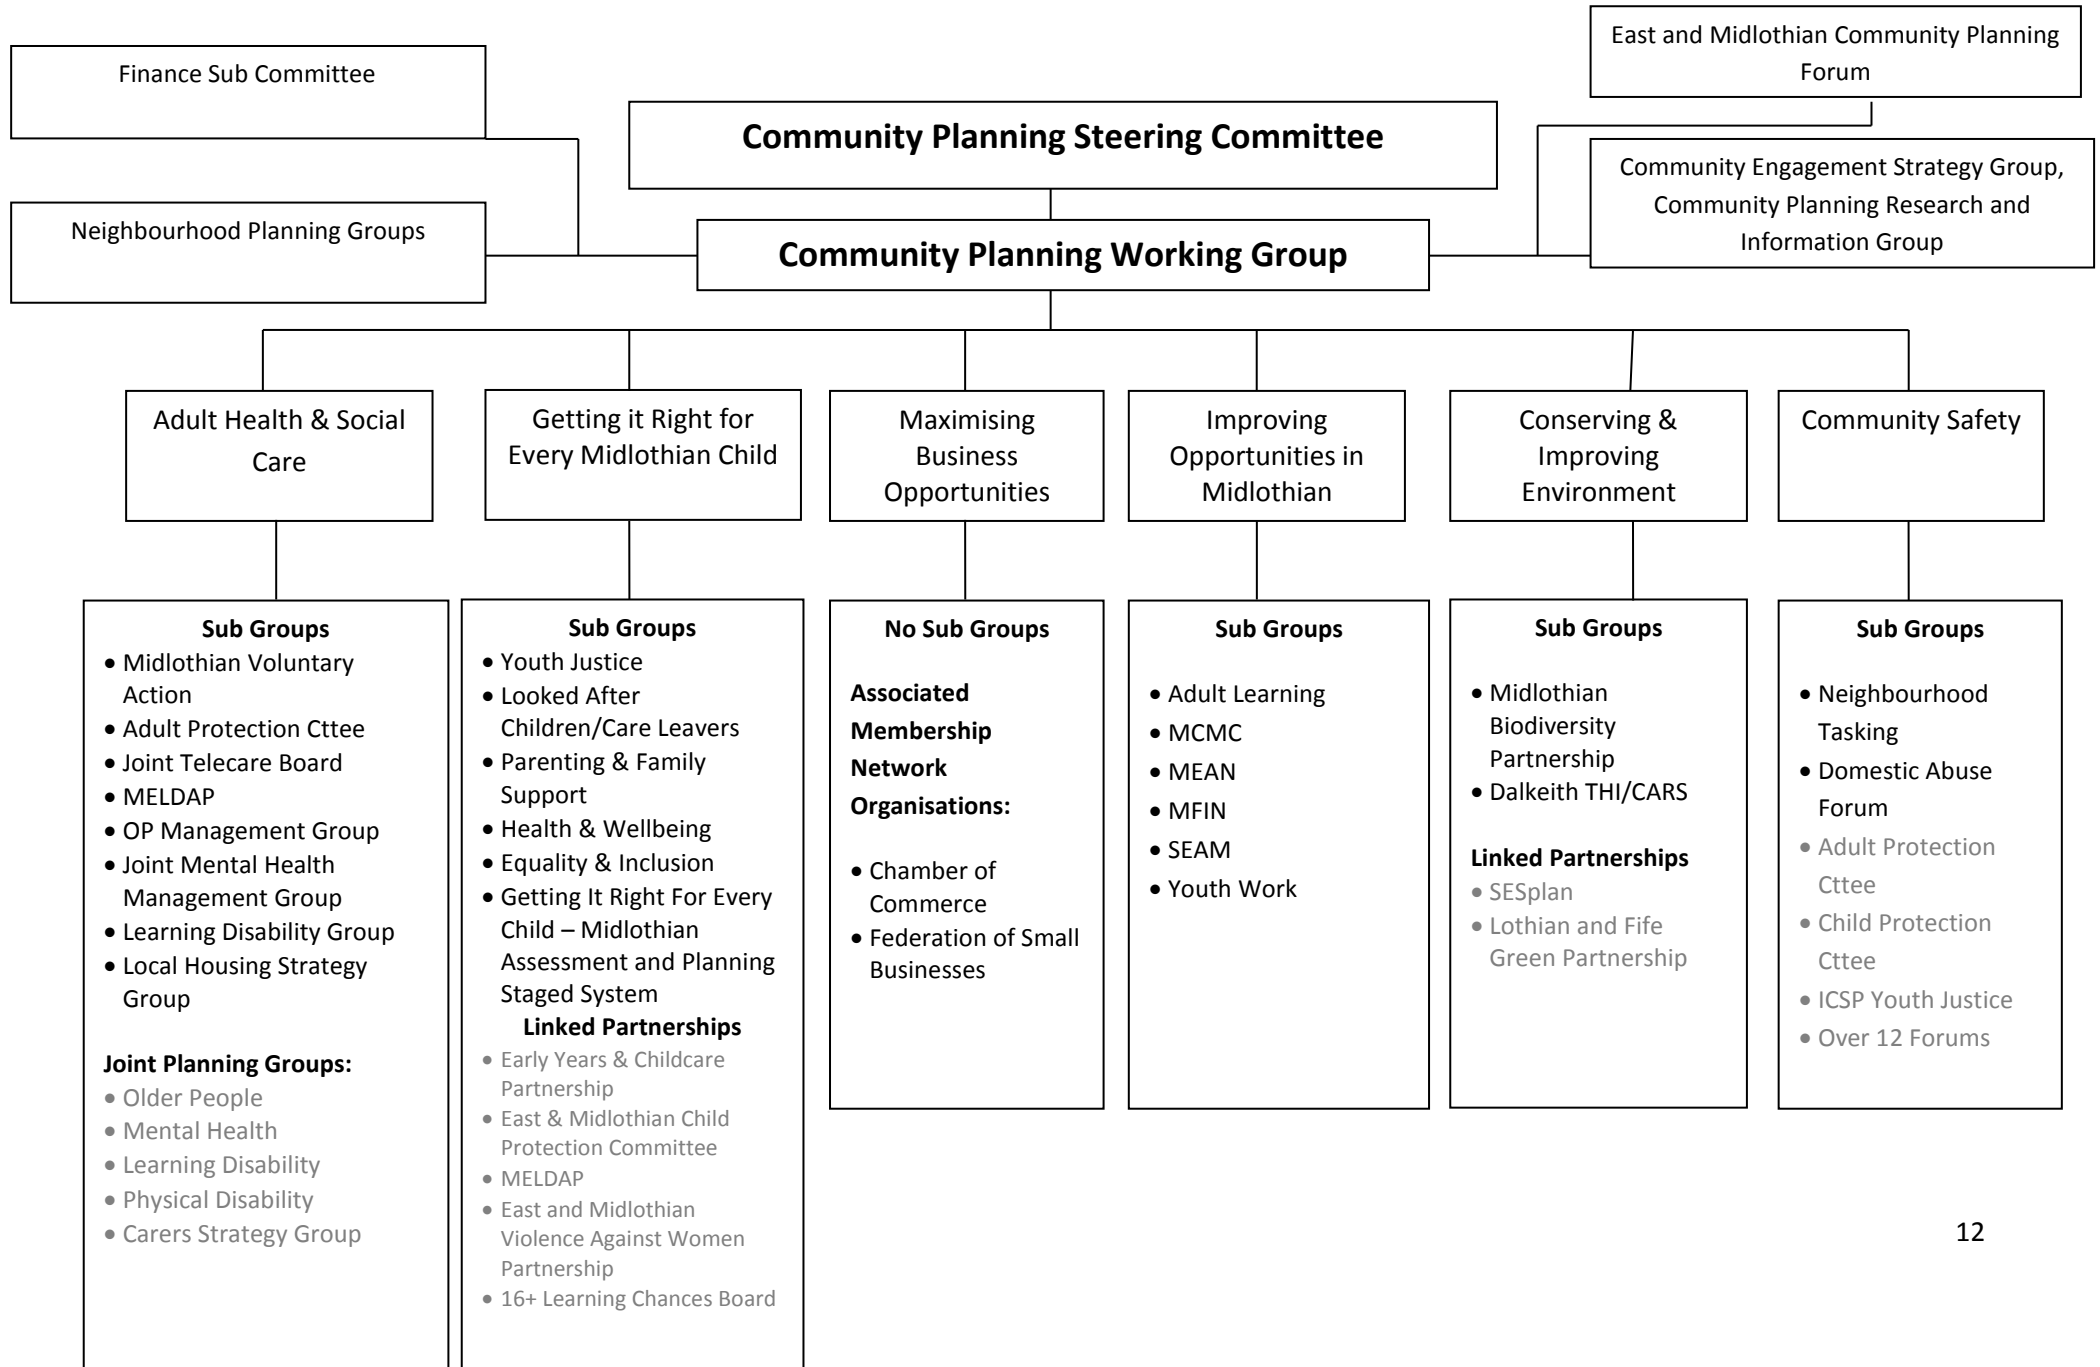 Finance Sub Committee
East and Midlothian Community Planning
Forum
Community Planning Steering Committee
Community Engagement Strategy Group,
Community Planning Research and
Information Group
Neighbourhood Planning Groups
Community Planning Working Group
Adult Health & Social
Care
Getting it Right for
Every Midlothian Child
Maximising
Business
Opportunities
Improving
Opportunities in
Midlothian
Conserving &
Improving
Environment
Community Safety
Sub Groups
• Midlothian Voluntary
Action
• Adult Protection Cttee
• Joint Telecare Board
• MELDAP
• OP Management Group
• Joint Mental Health
Management Group
• Learning Disability Group
• Local Housing Strategy
Group
Joint Planning Groups:
• Older People
• Mental Health
• Learning Disability
• Physical Disability
• Carers Strategy Group
Sub Groups
• Youth Justice
• Looked After
Children/Care Leavers
• Parenting & Family
Support
• Health & Wellbeing
• Equality & Inclusion
• Getting It Right For Every
Child – Midlothian
Assessment and Planning
Staged System
Linked Partnerships
• Early Years & Childcare
Partnership
• East & Midlothian Child
Protection Committee
• MELDAP
• East and Midlothian
Violence Against Women
Partnership
• 16+ Learning Chances Board
No Sub Groups
Associated
Membership
Network
Organisations:
• Chamber of
Commerce
• Federation of Small
Businesses
Sub Groups
• Adult Learning
• MCMC
• MEAN
• MFIN
• SEAM
• Youth Work
Sub Groups
• Midlothian
Biodiversity
Partnership
• Dalkeith THI/CARS
Linked Partnerships
• SESplan
• Lothian and Fife
Green Partnership
Sub Groups
• Neighbourhood
Tasking
• Domestic Abuse
Forum
• Adult Protection
Cttee
• Child Protection
Cttee
• ICSP Youth Justice
• Over 12 Forums
12